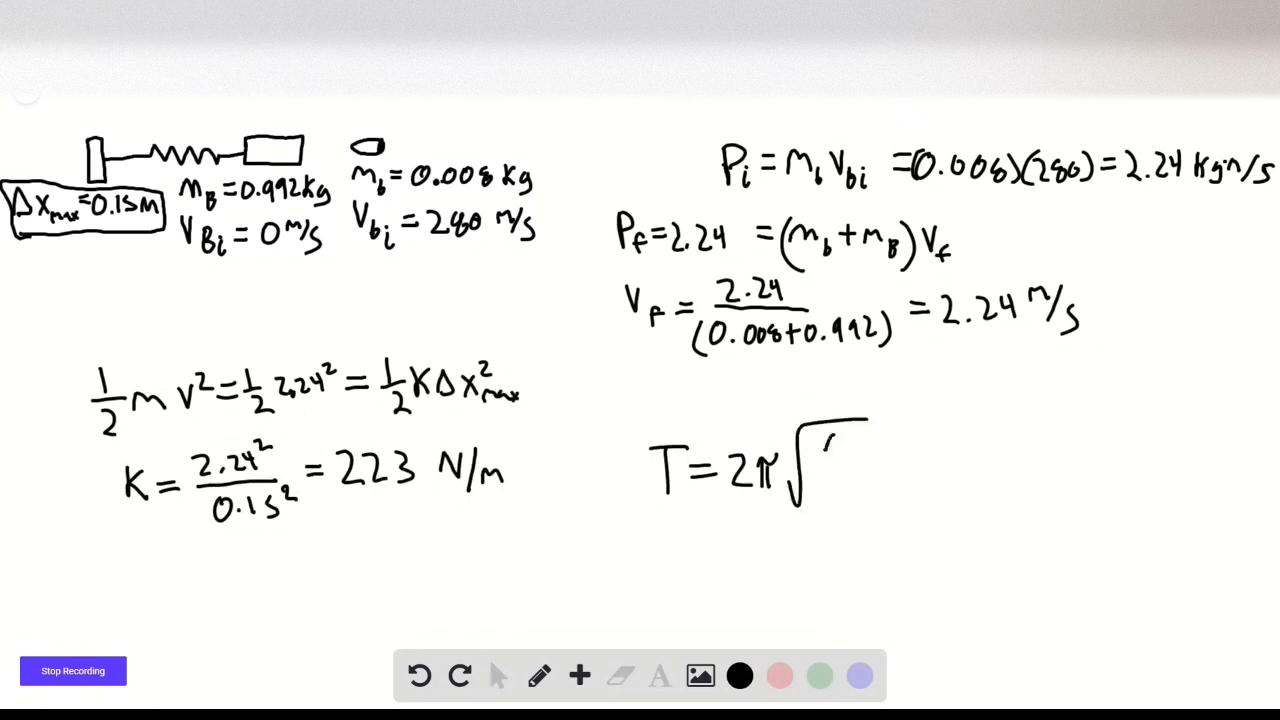 Δx_max = 0.15m
m_B = 0.992kg
V_Bi = 0 m/s
m_b = 0.008 kg
V_bi = 280 m/s
P_i = m_b V_bi = (0.008)(280) = 2.24 kg·m/s
P_f = 2.24 = (m_b + m_B) V_f
V_f = 2.24 / (0.008+0.992) = 2.24 m/s
1/2 m v² = 1/2 2.24² = 1/2 K Δx²_max
K = 2.24² / 0.15² = 223 N/m
T = 2π√
Stop Recording
A